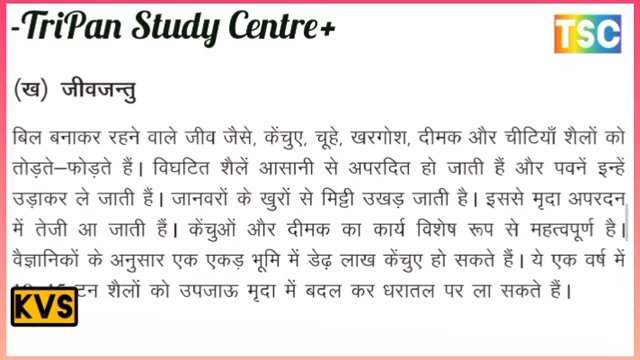 -TriPan Study Centre+
TSC
(ख) जीवजन्तु
बिल बनाकर रहने वाले जीव जैसे, केंचुए, चूहे, खरगोश, दीमक और चीटियाँ शैलों को
तोड़ते–फोड़ते हैं। विघटित शैलें आसानी से अपरदित हो जाती हैं और पवनें इन्हें
उड़ाकर ले जाती हैं। जानवरों के खुरों से मिट्टी उखड़ जाती है। इससे मृदा अपरदन
में तेजी आ जाती हैं। केंचुओं और दीमक का कार्य विशेष रूप से महत्वपूर्ण है।
वैज्ञानिकों के अनुसार एक एकड़ भूमि में डेढ़ लाख केंचुए हो सकते हैं। ये एक वर्ष में
टन शैलों को उपजाऊ मृदा में बदल कर धरातल पर ला सकते हैं।
KVS